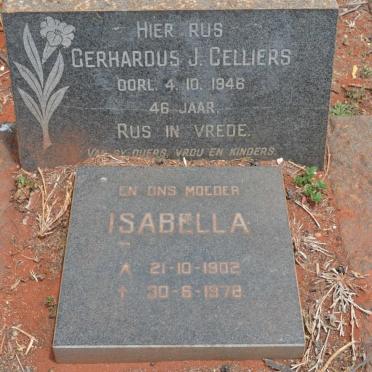 HIER RUS
GERHARDUS J. CELLIERS
OORL. 4. 10. 1946
46 JAAR.
RUS IN VREDE.
VAN SY OUERS, VROU EN KINDERS.
EN ONS MOEDER
ISABELLA
* 21-10-1902
† 30-6-1978